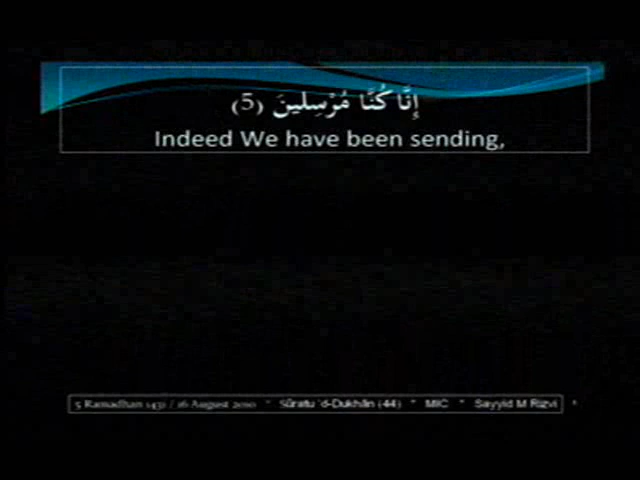 إِنَّا كُنَّا مُرْسِلِينَ (5)
Indeed We have been sending,
5 Ramadhan 1431 / 16 August 2010 * Sūratu 'd-Dukhān (44) * MIC * Sayyid M Rizvi